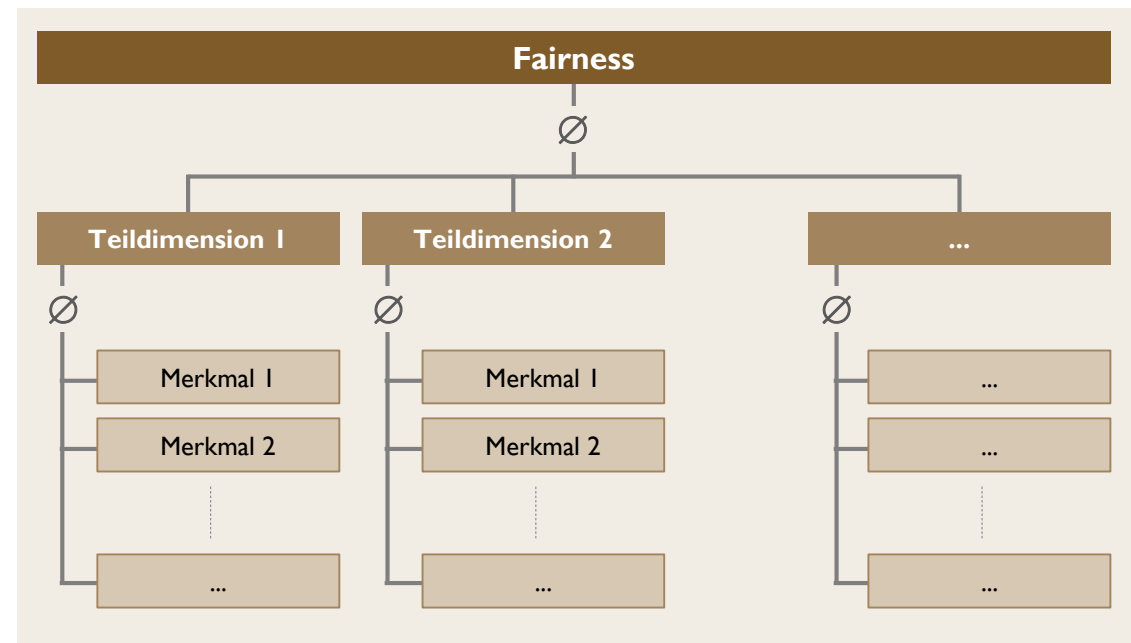 Fairness
∅
Teildimension 1
Teildimension 2
...
∅
∅
∅
Merkmal 1
Merkmal 1
...
Merkmal 2
Merkmal 2
...
...
...
...